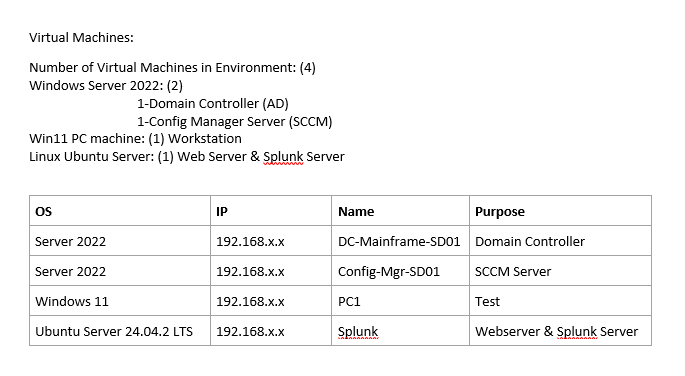 Virtual Machines:
Number of Virtual Machines in Environment: (4)
Windows Server 2022: (2)
1-Domain Controller (AD)
1-Config Manager Server (SCCM)
Win11 PC machine: (1) Workstation
Linux Ubuntu Server: (1) Web Server & Splunk Server
OS IP Name Purpose
Server 2022 192.168.x.x DC-Mainframe-SD01 Domain Controller
Server 2022 192.168.x.x Config-Mgr-SD01 SCCM Server
Windows 11 192.168.x.x PC1 Test
Ubuntu Server 24.04.2 LTS 192.168.x.x Splunk Webserver & Splunk Server